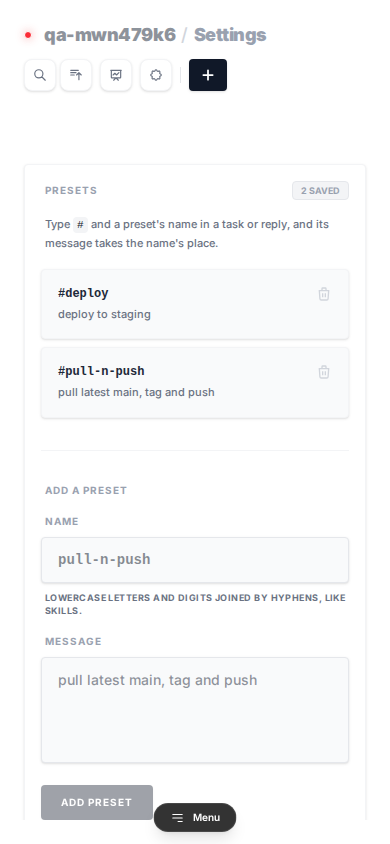 qa-mwn479k6 / Settings
PRESETS
2 SAVED
Type # and a preset's name in a task or reply, and its
message takes the name's place.
#deploy
deploy to staging
#pull-n-push
pull latest main, tag and push
ADD A PRESET
NAME
pull-n-push
LOWERCASE LETTERS AND DIGITS JOINED BY HYPHENS, LIKE
SKILLS.
MESSAGE
pull latest main, tag and push
ADD PRESET
Menu